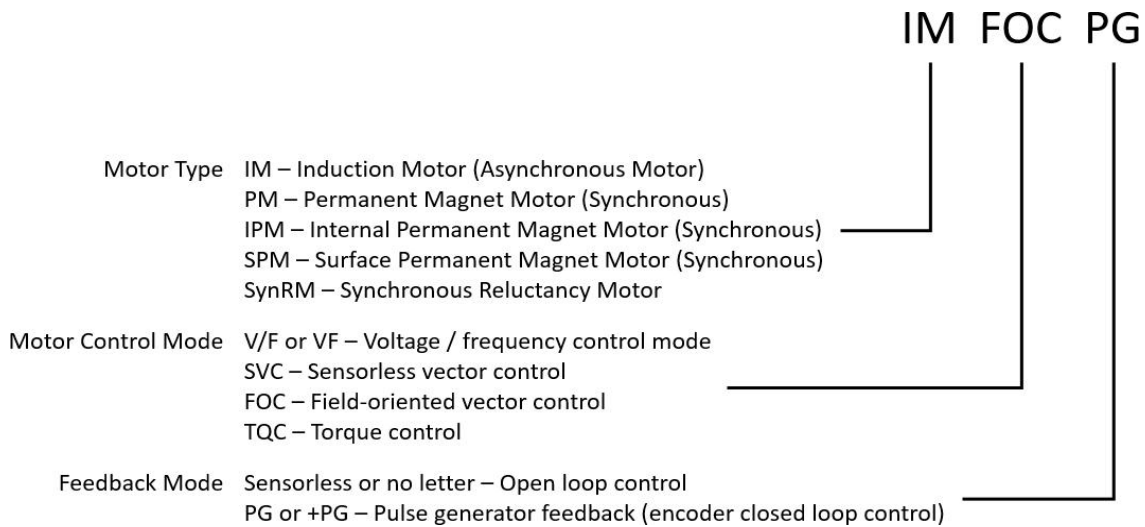 IM FOC PG
Motor Type IM – Induction Motor (Asynchronous Motor)
PM – Permanent Magnet Motor (Synchronous)
IPM – Internal Permanent Magnet Motor (Synchronous)
SPM – Surface Permanent Magnet Motor (Synchronous)
SynRM – Synchronous Reluctancy Motor
Motor Control Mode V/F or VF – Voltage / frequency control mode
SVC – Sensorless vector control
FOC – Field-oriented vector control
TQC – Torque control
Feedback Mode Sensorless or no letter – Open loop control
PG or +PG – Pulse generator feedback (encoder closed loop control)